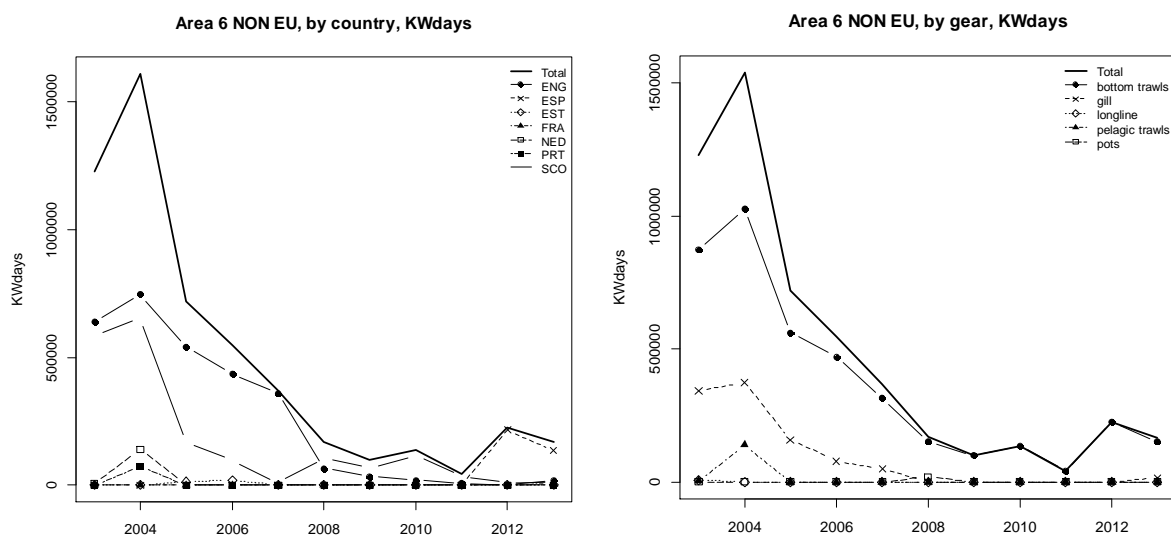 Area 6 NON EU, by country, KWdays
KWdays
1500000
1000000
500000
0
2004
2006
2008
2010
2012
Total
ENG
ESP
EST
FRA
NED
PRT
SCO
Area 6 NON EU, by gear, KWdays
KWdays
1500000
1000000
500000
0
2004
2006
2008
2010
2012
Total
bottom trawls
gill
longline
pelagic trawls
pots